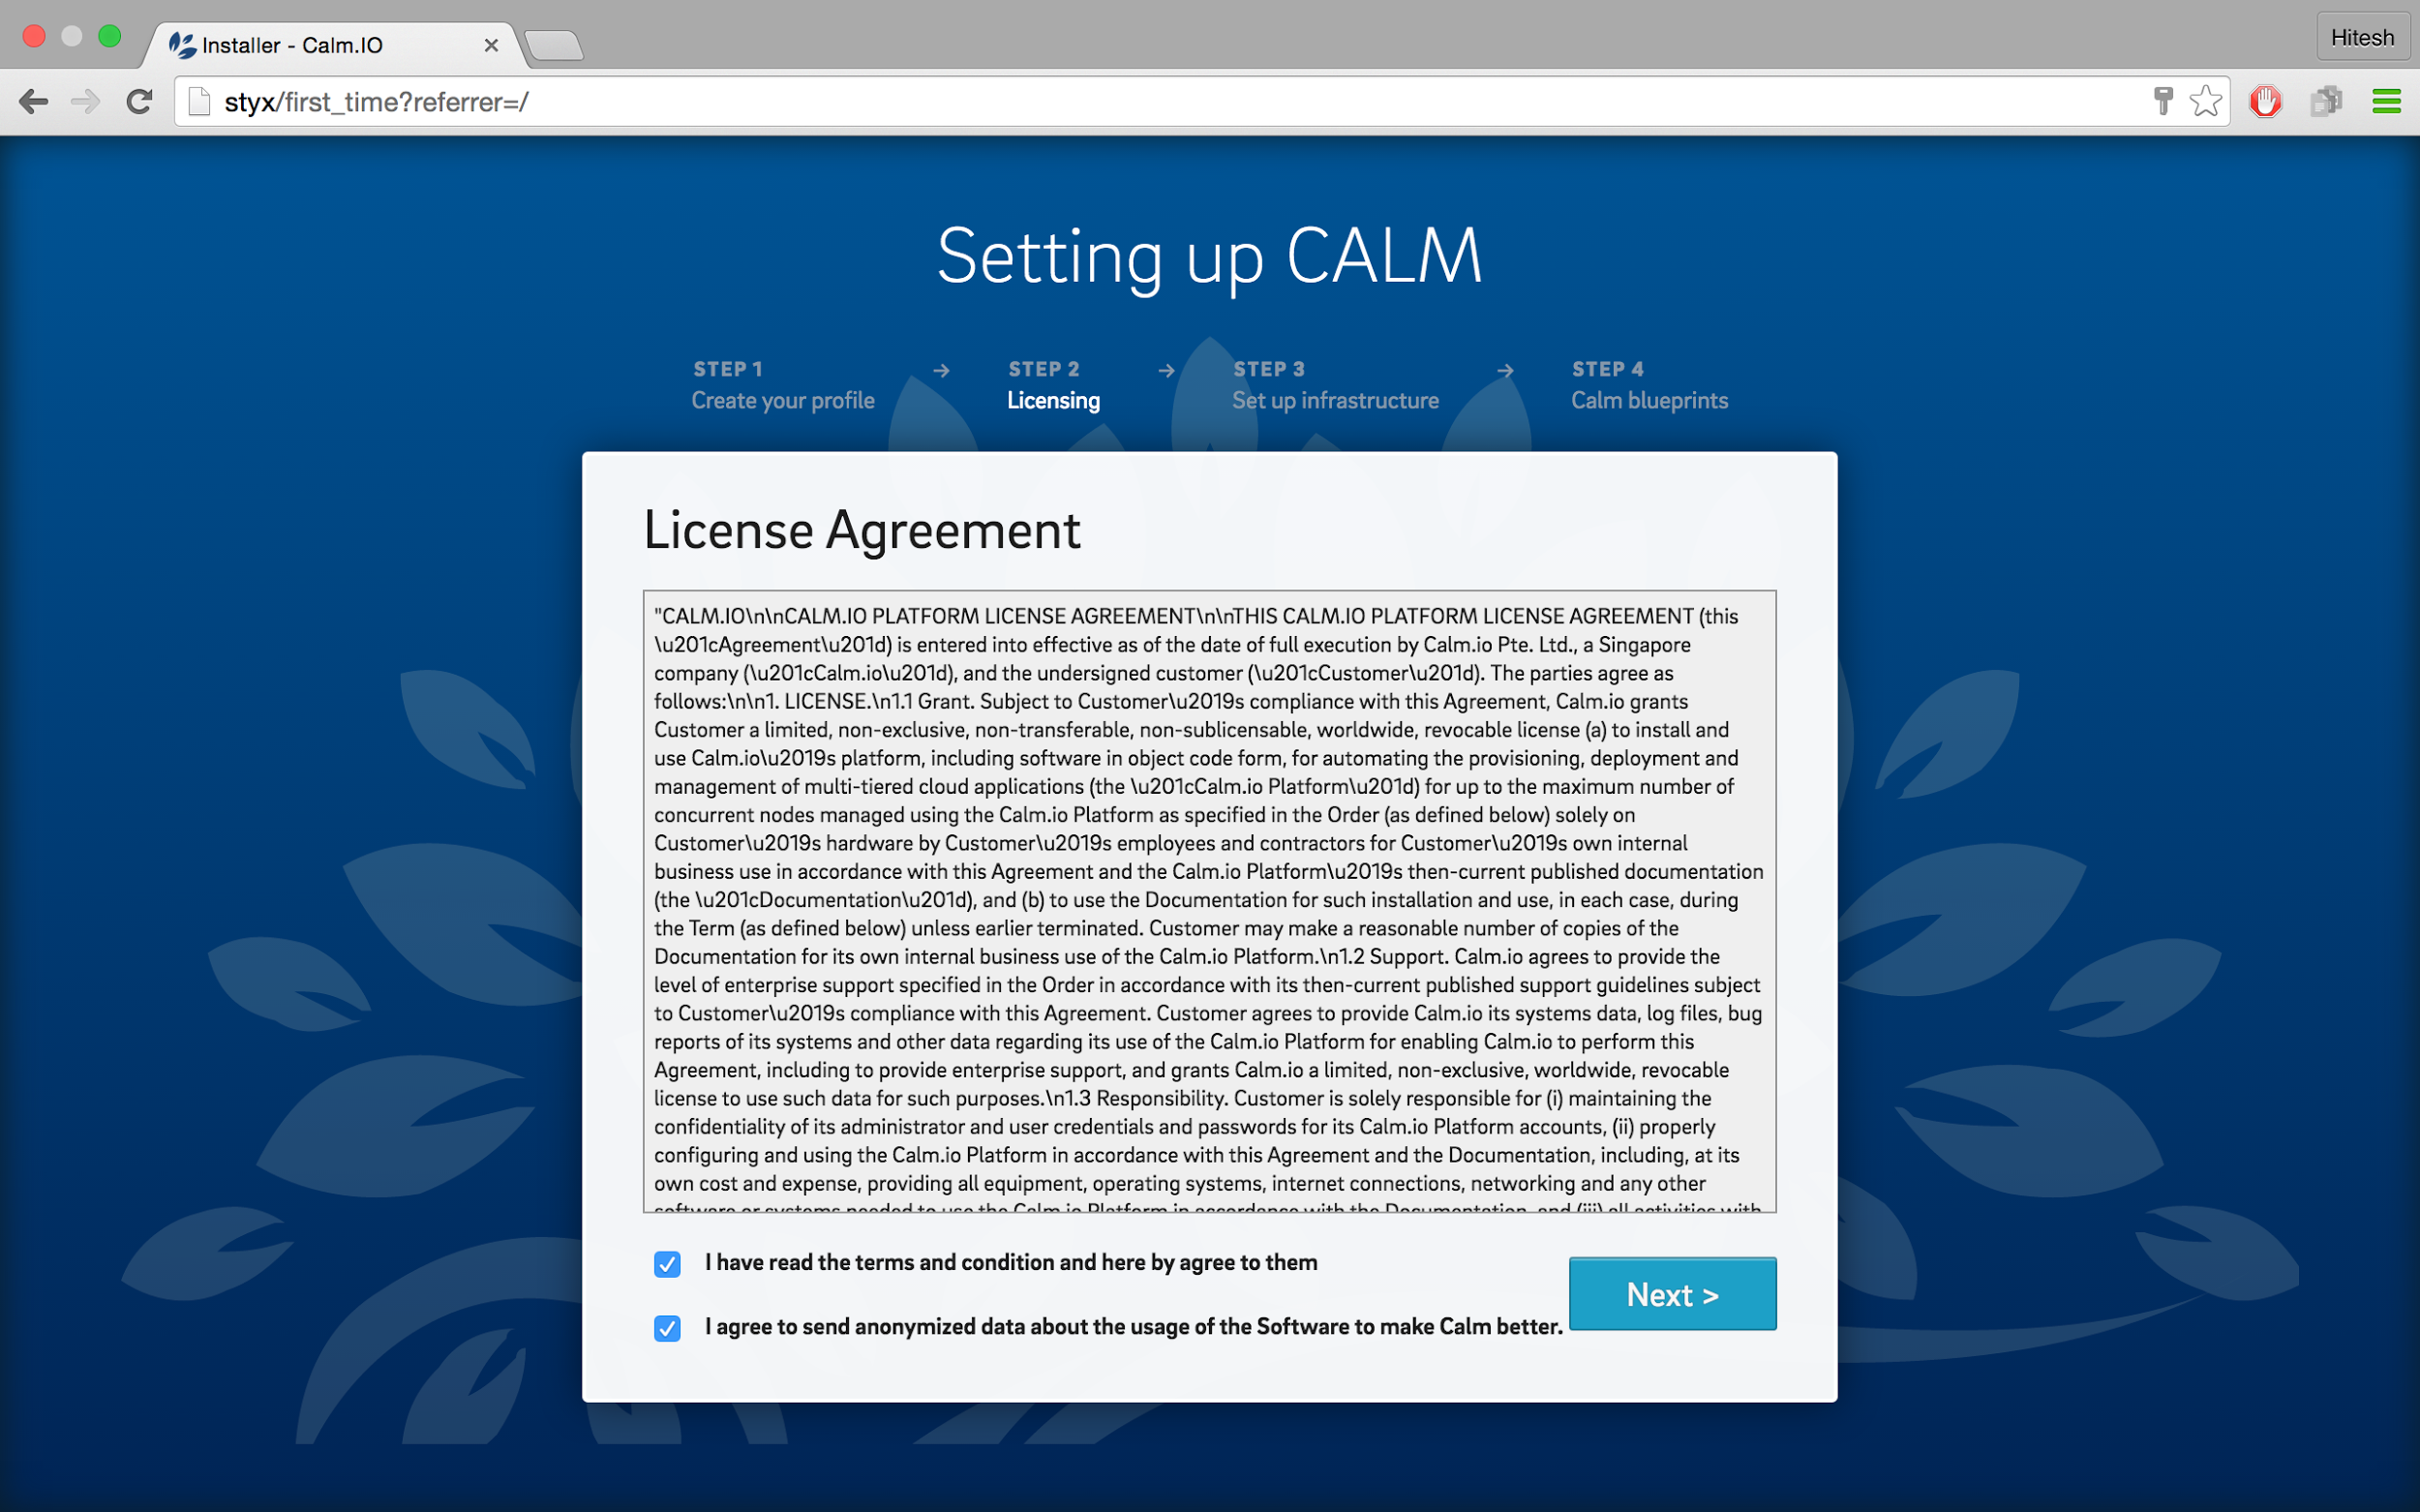 Installer - Calm.IO
Hitesh
styx/first_time?referrer=/
Setting up CALM
STEP 1 → STEP 2 → STEP 3 → STEP 4
Create your profile Licensing Set up infrastructure Calm blueprints
License Agreement
"CALM.IO\n\nCALM.IO PLATFORM LICENSE AGREEMENT\n\nTHIS CALM.IO PLATFORM LICENSE AGREEMENT (this
\u201cAgreement\u201d) is entered into effective as of the date of full execution by Calm.io Pte. Ltd., a Singapore
company (\u201cCalm.io\u201d), and the undersigned customer (\u201cCustomer\u201d). The parties agree as
follows:\n\n1. LICENSE.\n1.1 Grant. Subject to Customer\u2019s compliance with this Agreement, Calm.io grants
Customer a limited, non-exclusive, non-transferable, non-sublicensable, worldwide, revocable license (a) to install and
use Calm.io\u2019s platform, including software in object code form, for automating the provisioning, deployment and
management of multi-tiered cloud applications (the \u201cCalm.io Platform\u201d) for up to the maximum number of
concurrent nodes managed using the Calm.io Platform as specified in the Order (as defined below) solely on
Customer\u2019s hardware by Customer\u2019s employees and contractors for Customer\u2019s own internal
business use in accordance with this Agreement and the Calm.io Platform\u2019s then-current published documentation
(the \u201cDocumentation\u201d), and (b) to use the Documentation for such installation and use, in each case, during
the Term (as defined below) unless earlier terminated. Customer may make a reasonable number of copies of the
Documentation for its own internal business use of the Calm.io Platform.\n1.2 Support. Calm.io agrees to provide the
level of enterprise support specified in the Order in accordance with its then-current published support guidelines subject
to Customer\u2019s compliance with this Agreement. Customer agrees to provide Calm.io its systems data, log files, bug
reports of its systems and other data regarding its use of the Calm.io Platform for enabling Calm.io to perform this
Agreement, including to provide enterprise support, and grants Calm.io a limited, non-exclusive, worldwide, revocable
license to use such data for such purposes.\n1.3 Responsibility. Customer is solely responsible for (i) maintaining the
confidentiality of its administrator and user credentials and passwords for its Calm.io Platform accounts, (ii) properly
configuring and using the Calm.io Platform in accordance with this Agreement and the Documentation, including, at its
own cost and expense, providing all equipment, operating systems, internet connections, networking and any other
software or systems needed to use the Calm.io Platform in accordance with the Documentation, and (iii) all activities with
I have read the terms and condition and here by agree to them
I agree to send anonymized data about the usage of the Software to make Calm better.
Next >